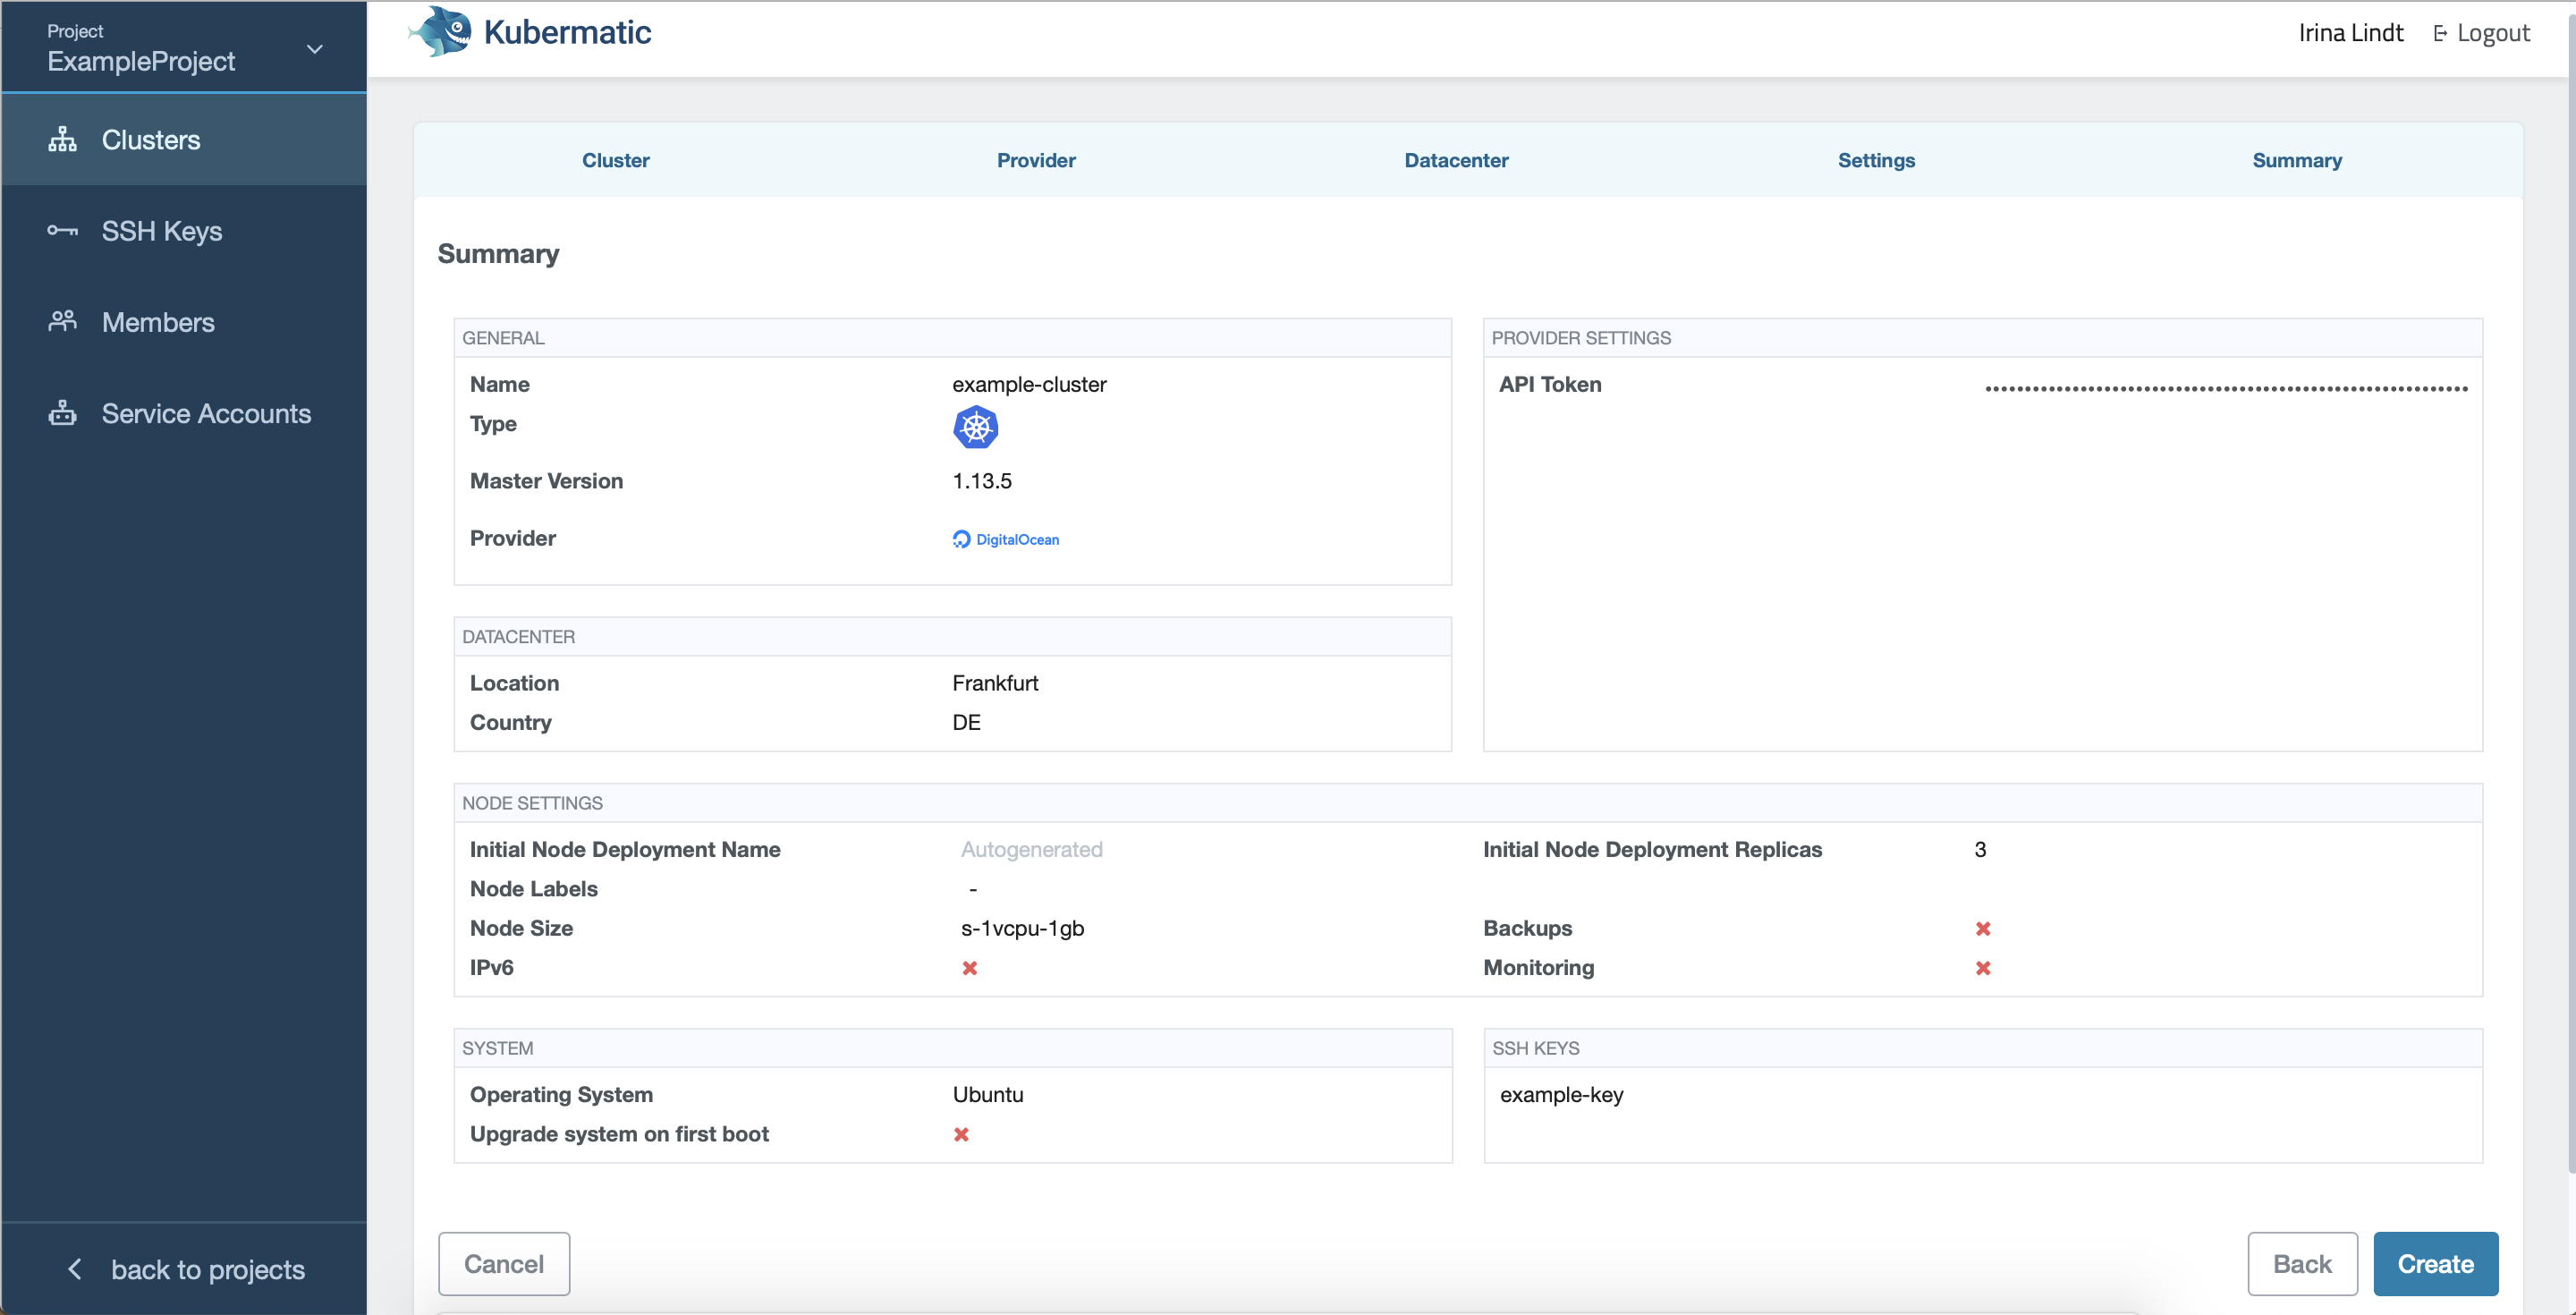 Project
ExampleProject
Clusters
SSH Keys
Members
Service Accounts
back to projects
Kubermatic
Irina Lindt Logout
Cluster Provider Datacenter Settings Summary
Summary
GENERAL
Name example-cluster
Type
Master Version 1.13.5
Provider DigitalOcean
PROVIDER SETTINGS
API Token
DATACENTER
Location Frankfurt
Country DE
NODE SETTINGS
Initial Node Deployment Name Autogenerated Initial Node Deployment Replicas 3
Node Labels -
Node Size s-1vcpu-1gb Backups
IPv6 Monitoring
SYSTEM
Operating System Ubuntu
Upgrade system on first boot
SSH KEYS
example-key
Cancel Back Create